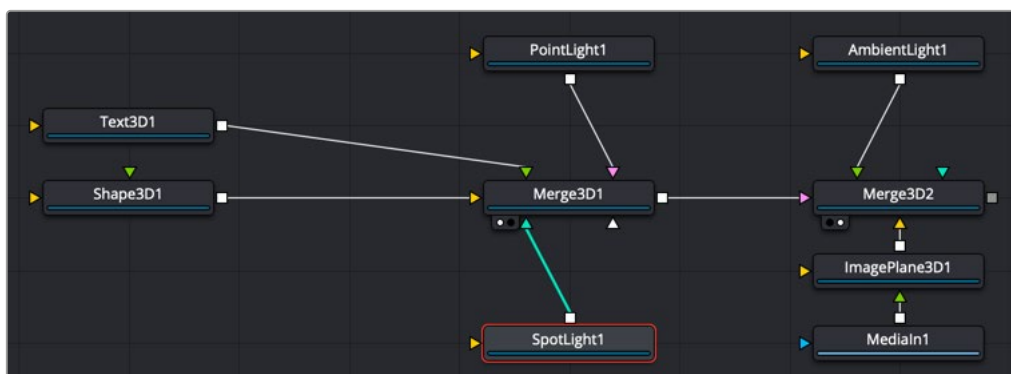 PointLight1
AmbientLight1
Text3D1
Shape3D1
Merge3D1
Merge3D2
ImagePlane3D1
SpotLight1
MediaIn1